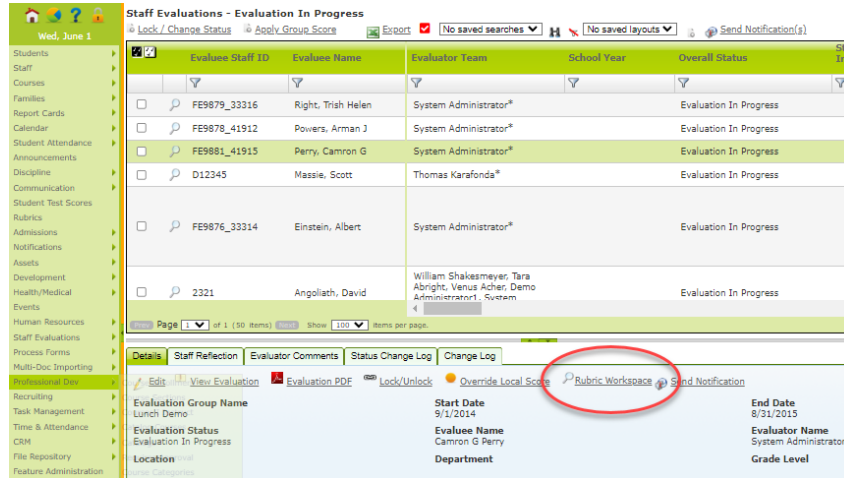 Wed, June 1
Students
Staff
Courses
Families
Report Cards
Calendar
Student Attendance
Announcements
Discipline
Communication
Student Test Scores
Rubrics
Admissions
Notifications
Assets
Development
Health/Medical
Events
Human Resources
Staff Evaluations
Process Forms
Multi-Doc Importing
Professional Dev
Recruiting
Task Management
Time & Attendance
CRM
File Repository
Feature Administration
Staff Evaluations - Evaluation In Progress
Lock / Change Status Apply Group Score Export No saved searches No saved layouts Send Notification(s)
Evaluee Staff ID Evaluee Name Evaluator Team School Year Overall Status
FE9879_33316 Right, Trish Helen System Administrator* Evaluation In Progress
FE9878_41912 Powers, Arman J System Administrator* Evaluation In Progress
FE9881_41915 Perry, Camron G System Administrator* Evaluation In Progress
D12345 Massie, Scott Thomas Karafonda* Evaluation In Progress
FE9876_33314 Einstein, Albert System Administrator* Evaluation In Progress
William Shakesmeyer, Tara
2321 Angoliath, David Abright, Venus Acher, Demo Evaluation In Progress
Administrator1, System
Prev Page 1 of 1 (50 items) Next Show 100 items per page.
Details Staff Reflection Evaluator Comments Status Change Log Change Log
Edit View Evaluation Evaluation PDF Lock/Unlock Override Local Score Rubric Workspace Send Notification
Evaluation Group Name Start Date End Date
Lunch Demo 9/1/2014 8/31/2015
Evaluation Status Evaluee Name Evaluator Name
Evaluation In Progress Camron G Perry System Administrator
Location Department Grade Level
Course Categories